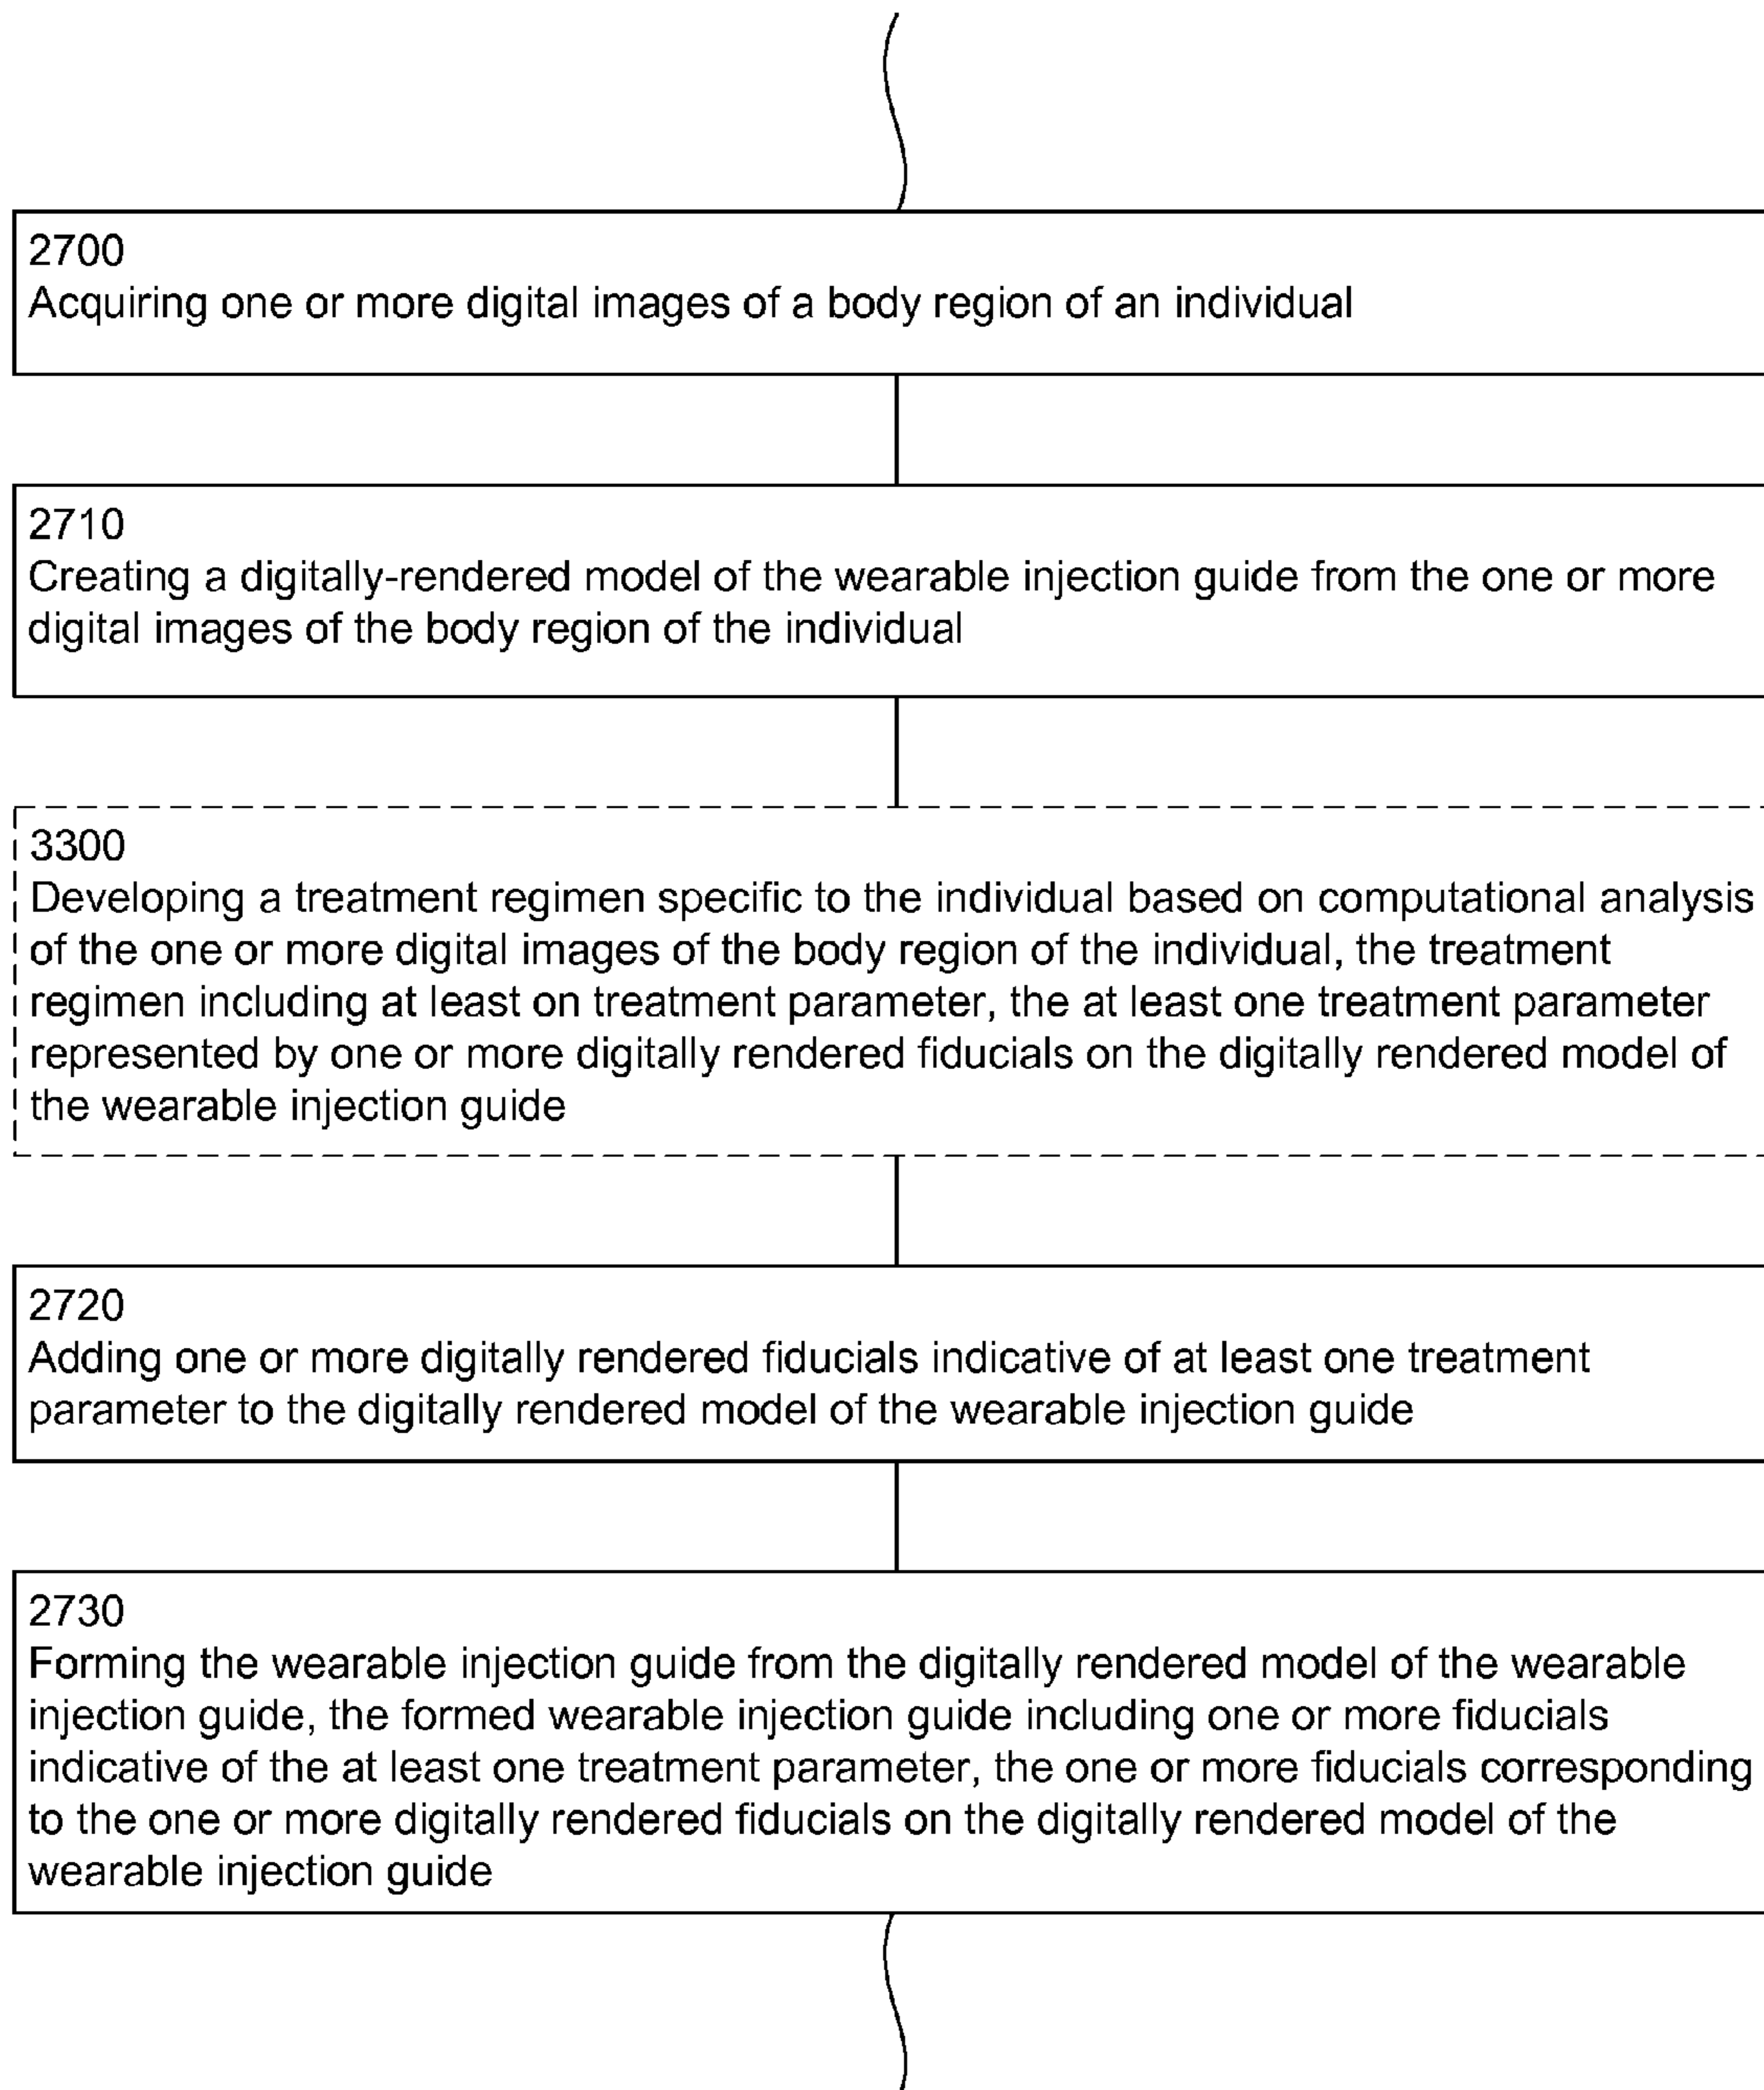 2700
Acquiring one or more digital images of a body region of an individual
2710
Creating a digitally-rendered model of the wearable injection guide from the one or more
digital images of the body region of the individual
3300
Developing a treatment regimen specific to the individual based on computational analysis
of the one or more digital images of the body region of the individual, the treatment
regimen including at least on treatment parameter, the at least one treatment parameter
represented by one or more digitally rendered fiducials on the digitally rendered model of
the wearable injection guide
2720
Adding one or more digitally rendered fiducials indicative of at least one treatment
parameter to the digitally rendered model of the wearable injection guide
2730
Forming the wearable injection guide from the digitally rendered model of the wearable
injection guide, the formed wearable injection guide including one or more fiducials
indicative of the at least one treatment parameter, the one or more fiducials corresponding
to the one or more digitally rendered fiducials on the digitally rendered model of the
wearable injection guide